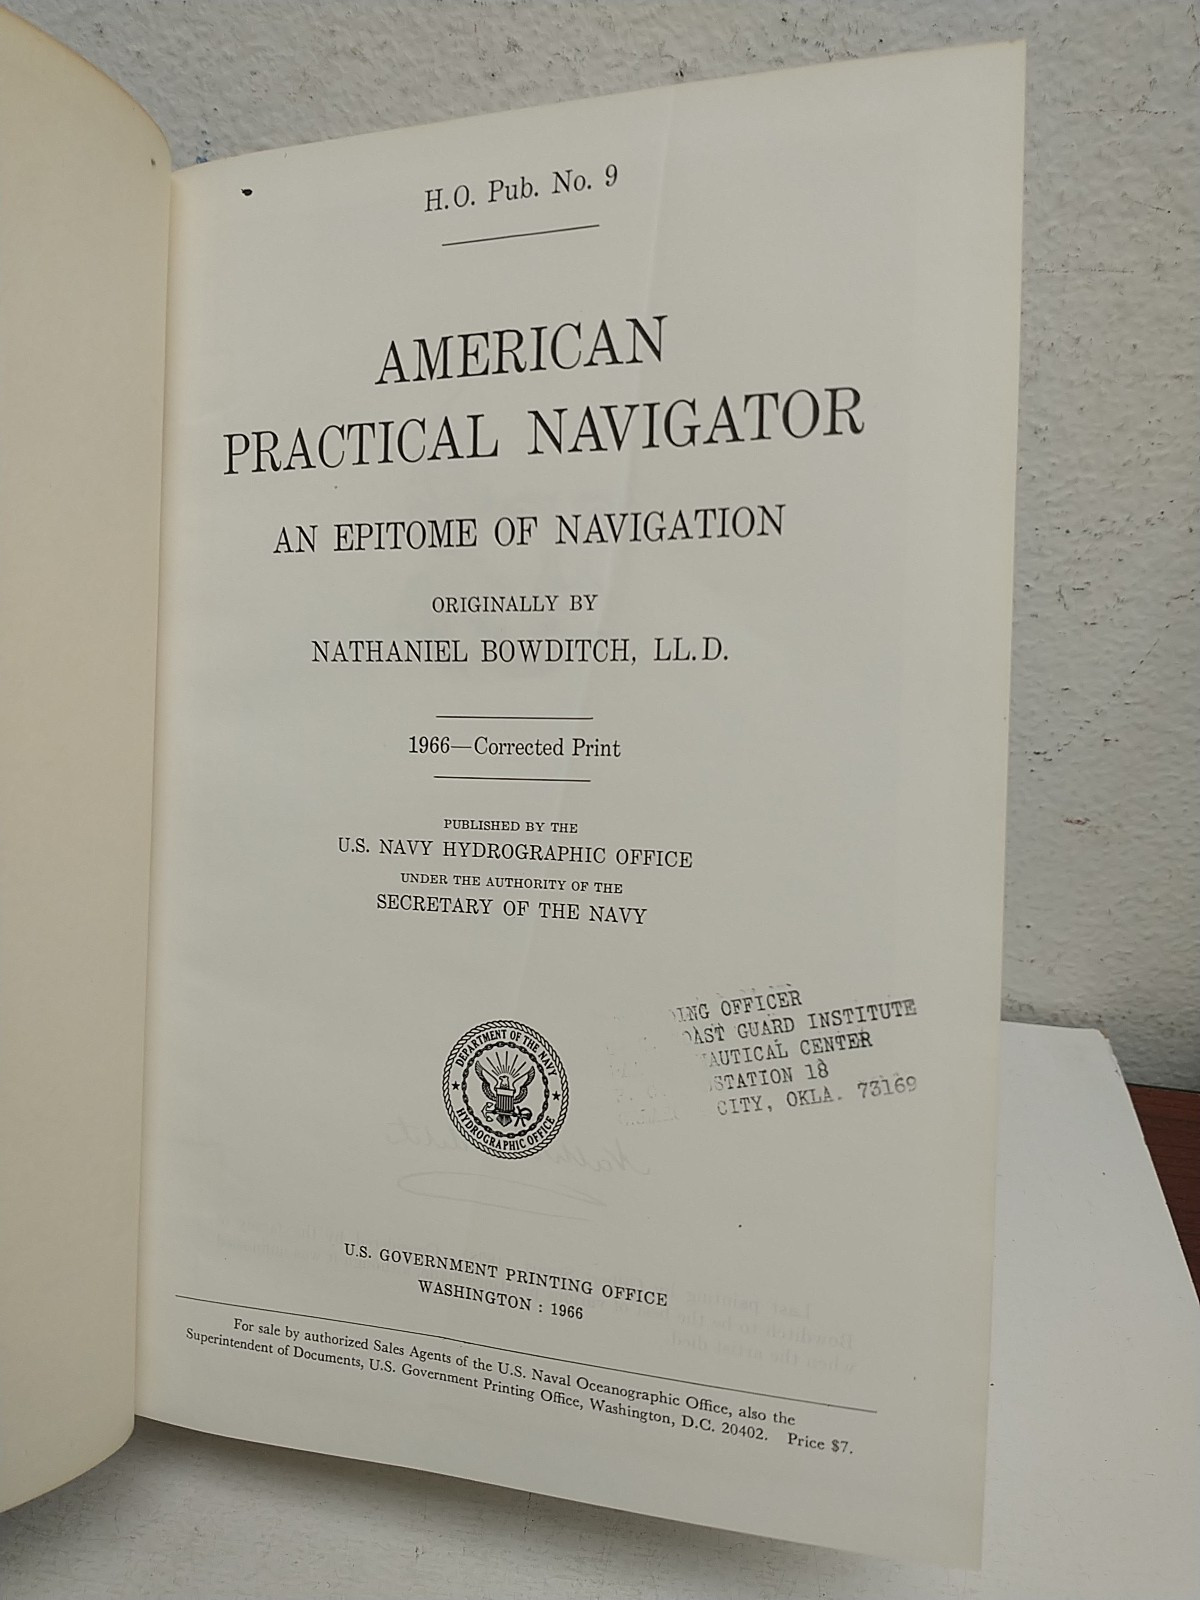 H.O. Pub. No. 9
AMERICAN
PRACTICAL NAVIGATOR
AN EPITOME OF NAVIGATION
ORIGINALLY BY
NATHANIEL BOWDITCH, LL.D.
1966—Corrected Print
PUBLISHED BY THE
U.S. NAVY HYDROGRAPHIC OFFICE
UNDER THE AUTHORITY OF THE
SECRETARY OF THE NAVY
DEPARTMENT OF THE NAVY
HYDROGRAPHIC OFFICE
ING OFFICER
OAST GUARD INSTITUTE
AUTICAL CENTER
STATION 18
CITY, OKLA. 73169
U.S. GOVERNMENT PRINTING OFFICE
WASHINGTON : 1966
For sale by authorized Sales Agents of the U.S. Naval Oceanographic Office, also the
Superintendent of Documents, U.S. Government Printing Office, Washington, D.C. 20402. Price $7.